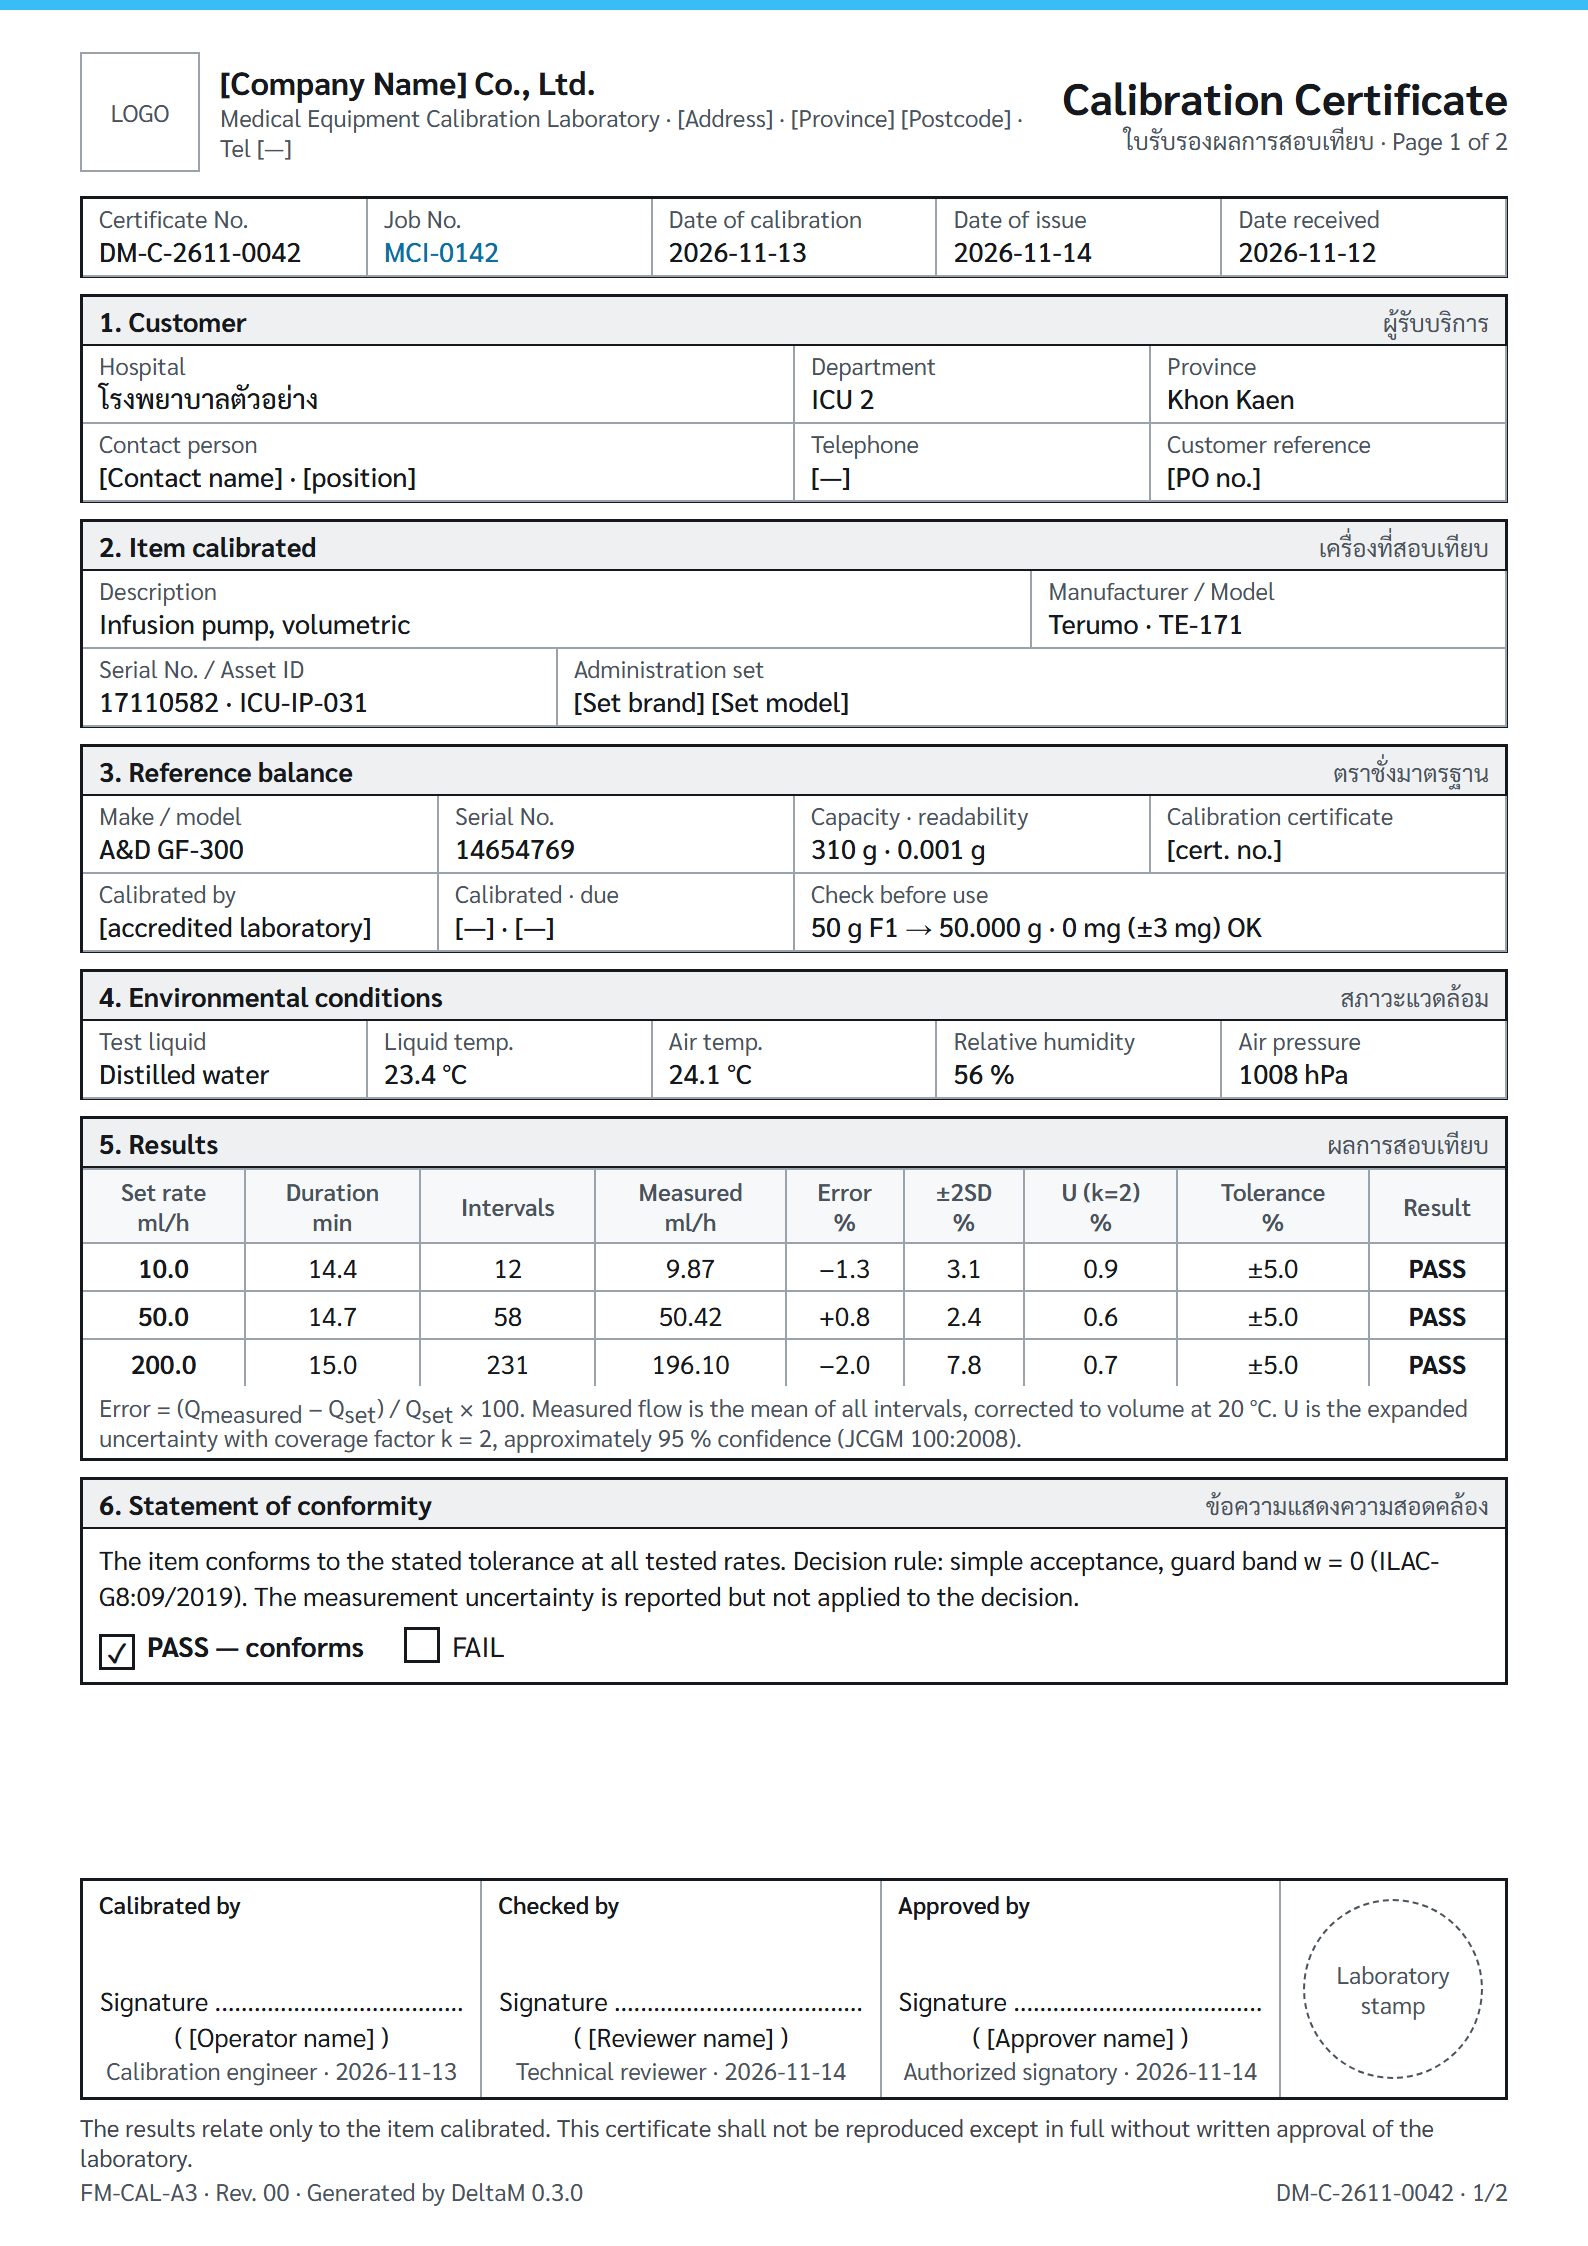 LOGO
[Company Name] Co., Ltd.
Medical Equipment Calibration Laboratory · [Address] · [Province] [Postcode] ·
Tel [—]
Calibration Certificate
ใบรับรองผลการสอบเทียบ · Page 1 of 2
Certificate No.
DM-C-2611-0042
Job No.
MCI-0142
Date of calibration
2026-11-13
Date of issue
2026-11-14
Date received
2026-11-12
1. Customer
ผู้รับบริการ
Hospital
โรงพยาบาลตัวอย่าง
Department
ICU 2
Province
Khon Kaen
Contact person
[Contact name] · [position]
Telephone
[—]
Customer reference
[PO no.]
2. Item calibrated
เครื่องที่สอบเทียบ
Description
Infusion pump, volumetric
Manufacturer / Model
Terumo · TE-171
Serial No. / Asset ID
17110582 · ICU-IP-031
Administration set
[Set brand] [Set model]
3. Reference balance
ตราชั่งมาตรฐาน
Make / model
A&D GF-300
Serial No.
14654769
Capacity · readability
310 g · 0.001 g
Calibration certificate
[cert. no.]
Calibrated by
[accredited laboratory]
Calibrated · due
[—] · [—]
Check before use
50 g F1 → 50.000 g · 0 mg (±3 mg) OK
4. Environmental conditions
สภาวะแวดล้อม
Test liquid
Distilled water
Liquid temp.
23.4 °C
Air temp.
24.1 °C
Relative humidity
56 %
Air pressure
1008 hPa
5. Results
ผลการสอบเทียบ
Set rate ml/h Duration min Intervals Measured ml/h Error % ±2SD % U (k=2) % Tolerance % Result
10.0 14.4 12 9.87 −1.3 3.1 0.9 ±5.0 PASS
50.0 14.7 58 50.42 +0.8 2.4 0.6 ±5.0 PASS
200.0 15.0 231 196.10 −2.0 7.8 0.7 ±5.0 PASS
Error = (Qmeasured − Qset) / Qset × 100. Measured flow is the mean of all intervals, corrected to volume at 20 °C. U is the expanded
uncertainty with coverage factor k = 2, approximately 95 % confidence (JCGM 100:2008).
6. Statement of conformity
ข้อความแสดงความสอดคล้อง
The item conforms to the stated tolerance at all tested rates. Decision rule: simple acceptance, guard band w = 0 (ILAC-
G8:09/2019). The measurement uncertainty is reported but not applied to the decision.
✓ PASS — conforms
FAIL
Calibrated by
Signature ......................................
( [Operator name] )
Calibration engineer · 2026-11-13
Checked by
Signature ......................................
( [Reviewer name] )
Technical reviewer · 2026-11-14
Approved by
Signature ......................................
( [Approver name] )
Authorized signatory · 2026-11-14
Laboratory
stamp
The results relate only to the item calibrated. This certificate shall not be reproduced except in full without written approval of the
laboratory.
FM-CAL-A3 · Rev. 00 · Generated by DeltaM 0.3.0
DM-C-2611-0042 · 1/2